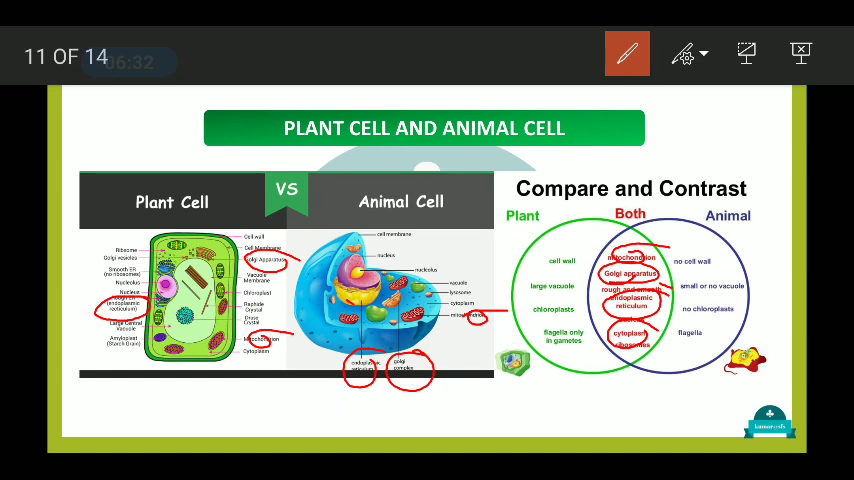 11 OF 14
06:32
PLANT CELL AND ANIMAL CELL
Plant Cell
VS
Animal Cell
Ribosome
Golgi vesicles
Smooth ER
(no ribosomes)
Nucleolus
Nucleus
Rough ER
(endoplasmic
reeticulum)
Large Central
Vacuole
Amyloplast
(Starch Grain)
Cell wall
Cell Membrane
Golgi Apparatus
Vacuole
Membrane
Chloroplast
Raphide
Crystal
Druse
Crystal
Mitochondrion
Cytoplasm
cell membrane
nucleus
nucleolus
vacuole
lysosome
cytoplasm
mitochondrion
endoplasmic
reticulum
golgi
complex
Compare and Contrast
Plant
Both
Animal
cell wall
large vacuole
chloroplasts
flagella only
in gametes
mitochondrion
Golgi apparatus
rough and smooth
endoplasmic
reticulum
cytoplasm
ribosomes
no cell wall
small or no vacuole
no chloroplasts
flagella